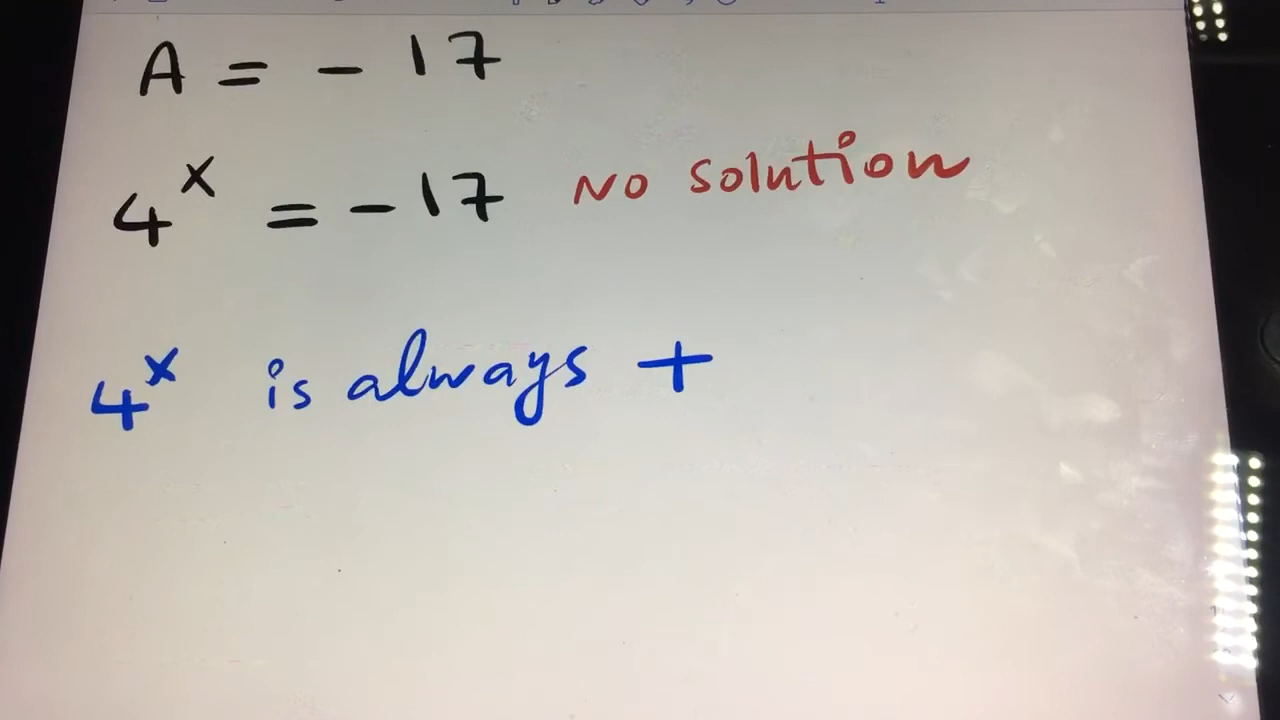 A = - 17
4^x = - 17 No solution
4^x is always +